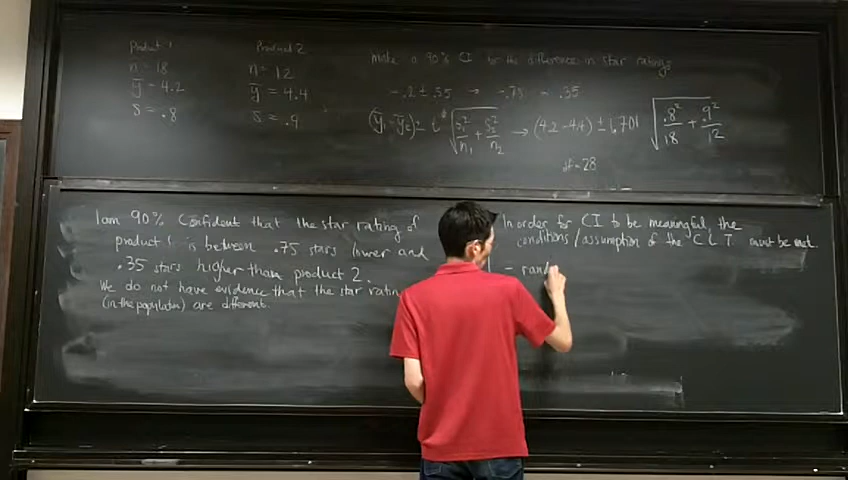 Product 1
n = 18
ȳ = 4.2
s = .8
Product 2
n = 12
ȳ = 4.4
s = .9
make a 90% CI for the difference in star ratings
-.2 ± .55 → -.75 .35
(ȳ₁-ȳ₂) ± t* √(s₁²/n₁ + s₂²/n₂) → (4.2-4.4) ± 1.701 √(.8²/18 + .9²/12)
df = 28
I am 90% Confident that the star rating of
product 1 is between .75 stars lower and
.35 stars higher than product 2.
We do not have evidence that the star ratin
(in the population) are different.
In order for CI to be meaningful, the
conditions/assumption of the CLT must be met.
- rand